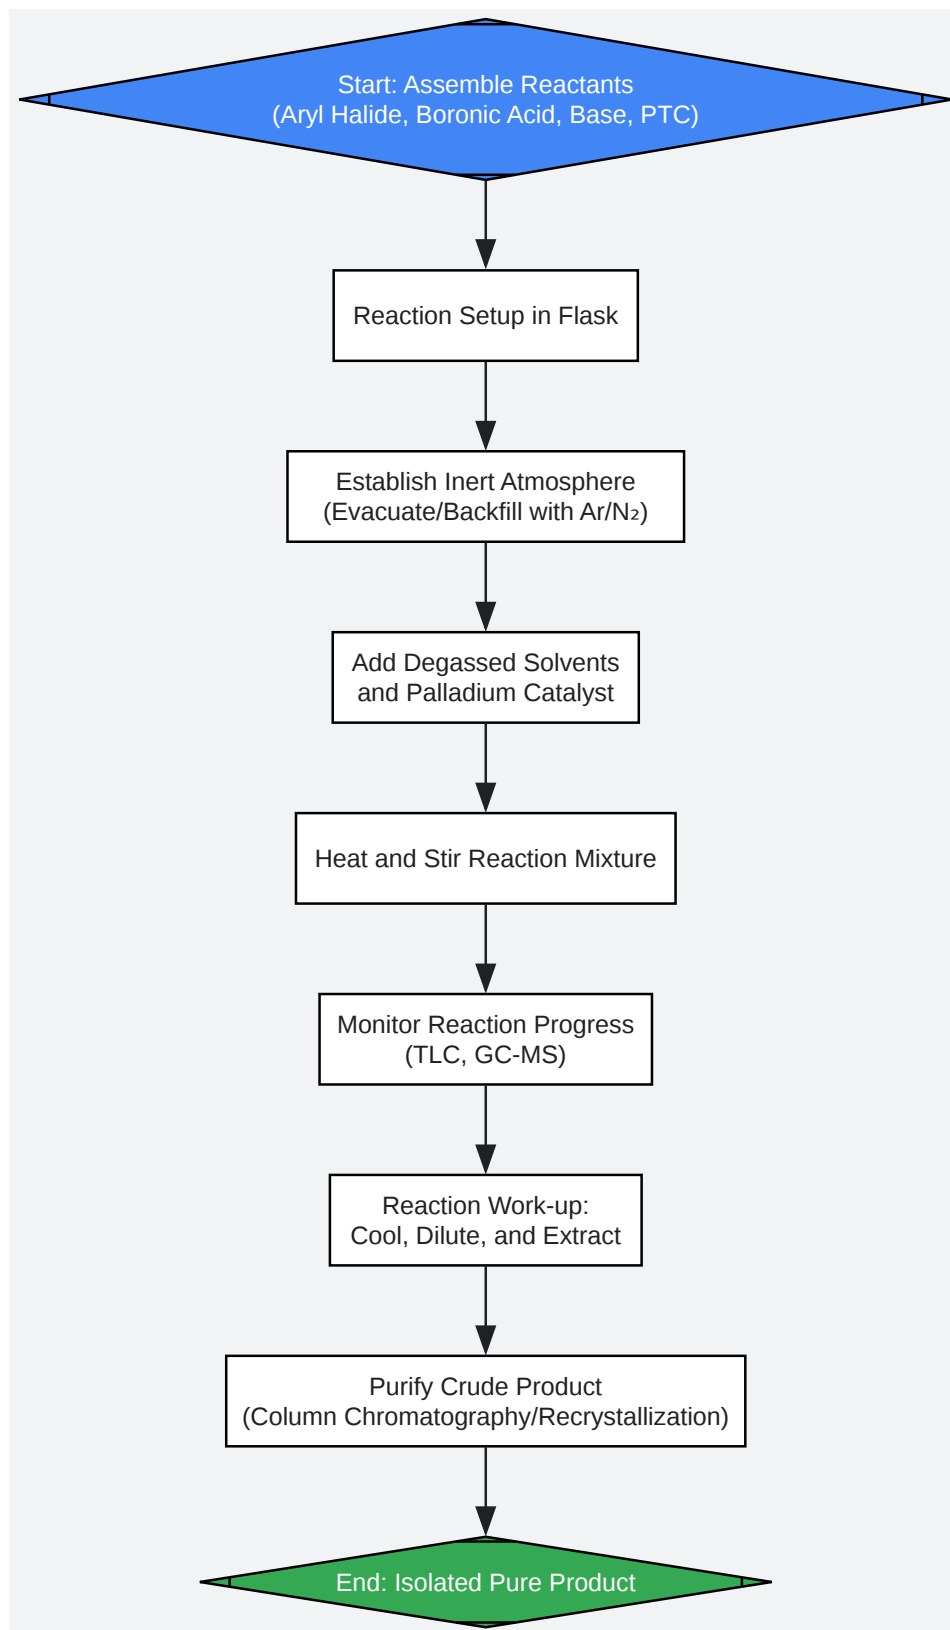 Start: Assemble Reactants
(Aryl Halide, Boronic Acid, Base, PTC)
Reaction Setup in Flask
Establish Inert Atmosphere
(Evacuate/Backfill with Ar/N₂)
Add Degassed Solvents
and Palladium Catalyst
Heat and Stir Reaction Mixture
Monitor Reaction Progress
(TLC, GC-MS)
Reaction Work-up:
Cool, Dilute, and Extract
Purify Crude Product
(Column Chromatography/Recrystallization)
End: Isolated Pure Product